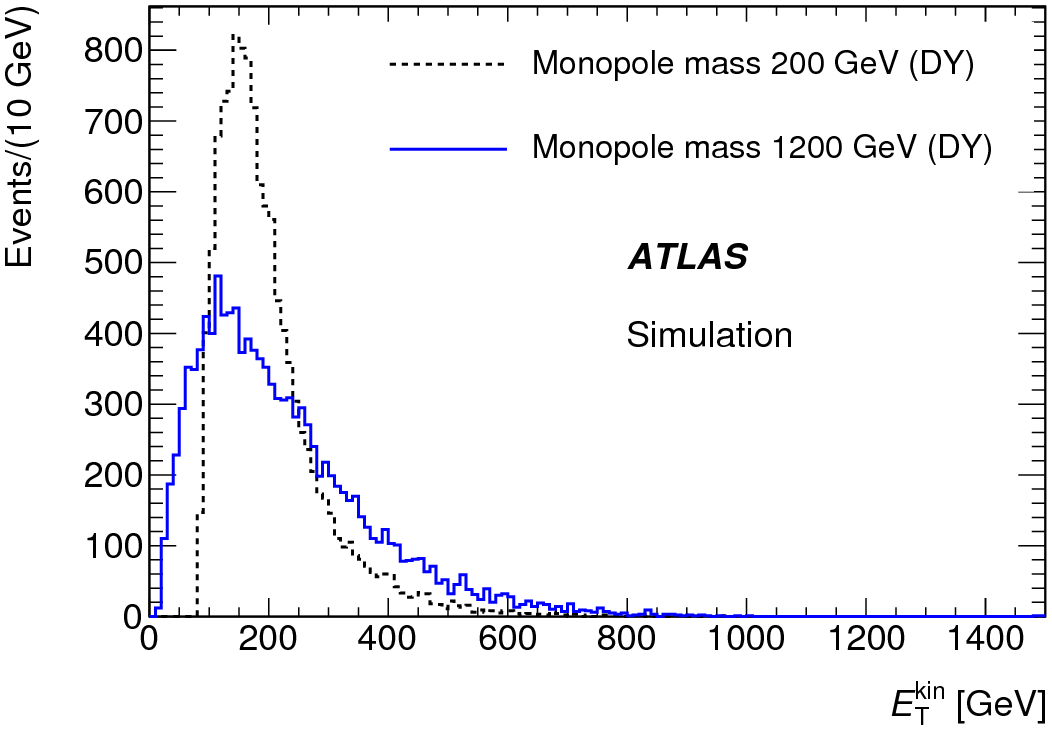 Events/(10 GeV)
800
700
600
500
400
300
200
100
0
Monopole mass 200 GeV (DY)
Monopole mass 1200 GeV (DY)
ATLAS
Simulation
0 200 400 600 800 1000 1200 1400
E_T^kin [GeV]